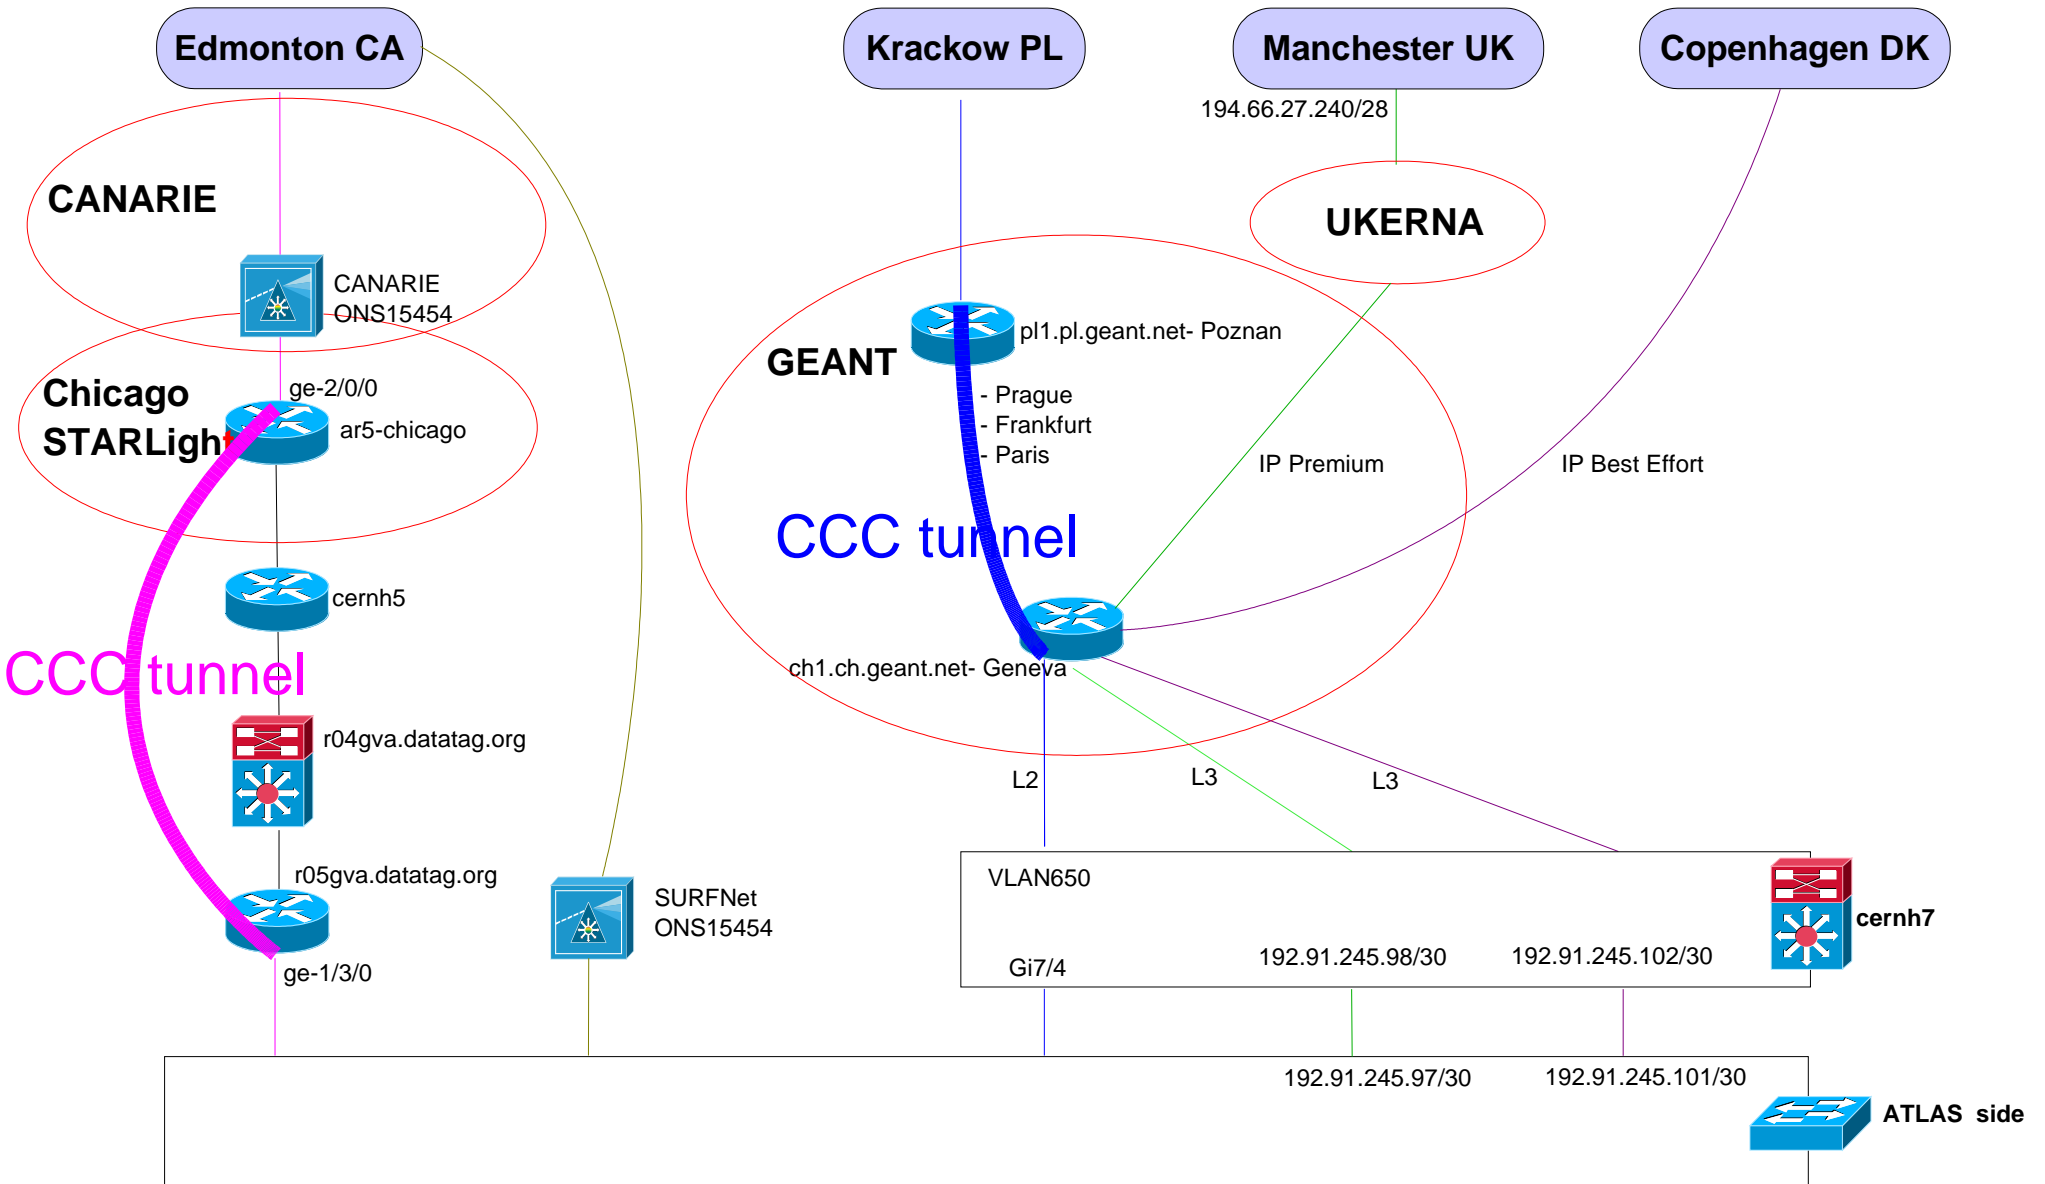 Edmonton CA
Krackow PL
Manchester UK
Copenhagen DK
194.66.27.240/28
CANARIE
UKERNA
CANARIE
ONS15454
pl1.pl.geant.net- Poznan
GEANT
Chicago
STARLight
ge-2/0/0
ar5-chicago
- Prague
- Frankfurt
- Paris
IP Premium
IP Best Effort
CCC tunnel
cernh5
CCC tunnel
ch1.ch.geant.net- Geneva
r04gva.datatag.org
L2
L3
L3
r05gva.datatag.org
VLAN650
SURFNet
ONS15454
cernh7
192.91.245.98/30
192.91.245.102/30
Gi7/4
ge-1/3/0
192.91.245.97/30
192.91.245.101/30
ATLAS  side